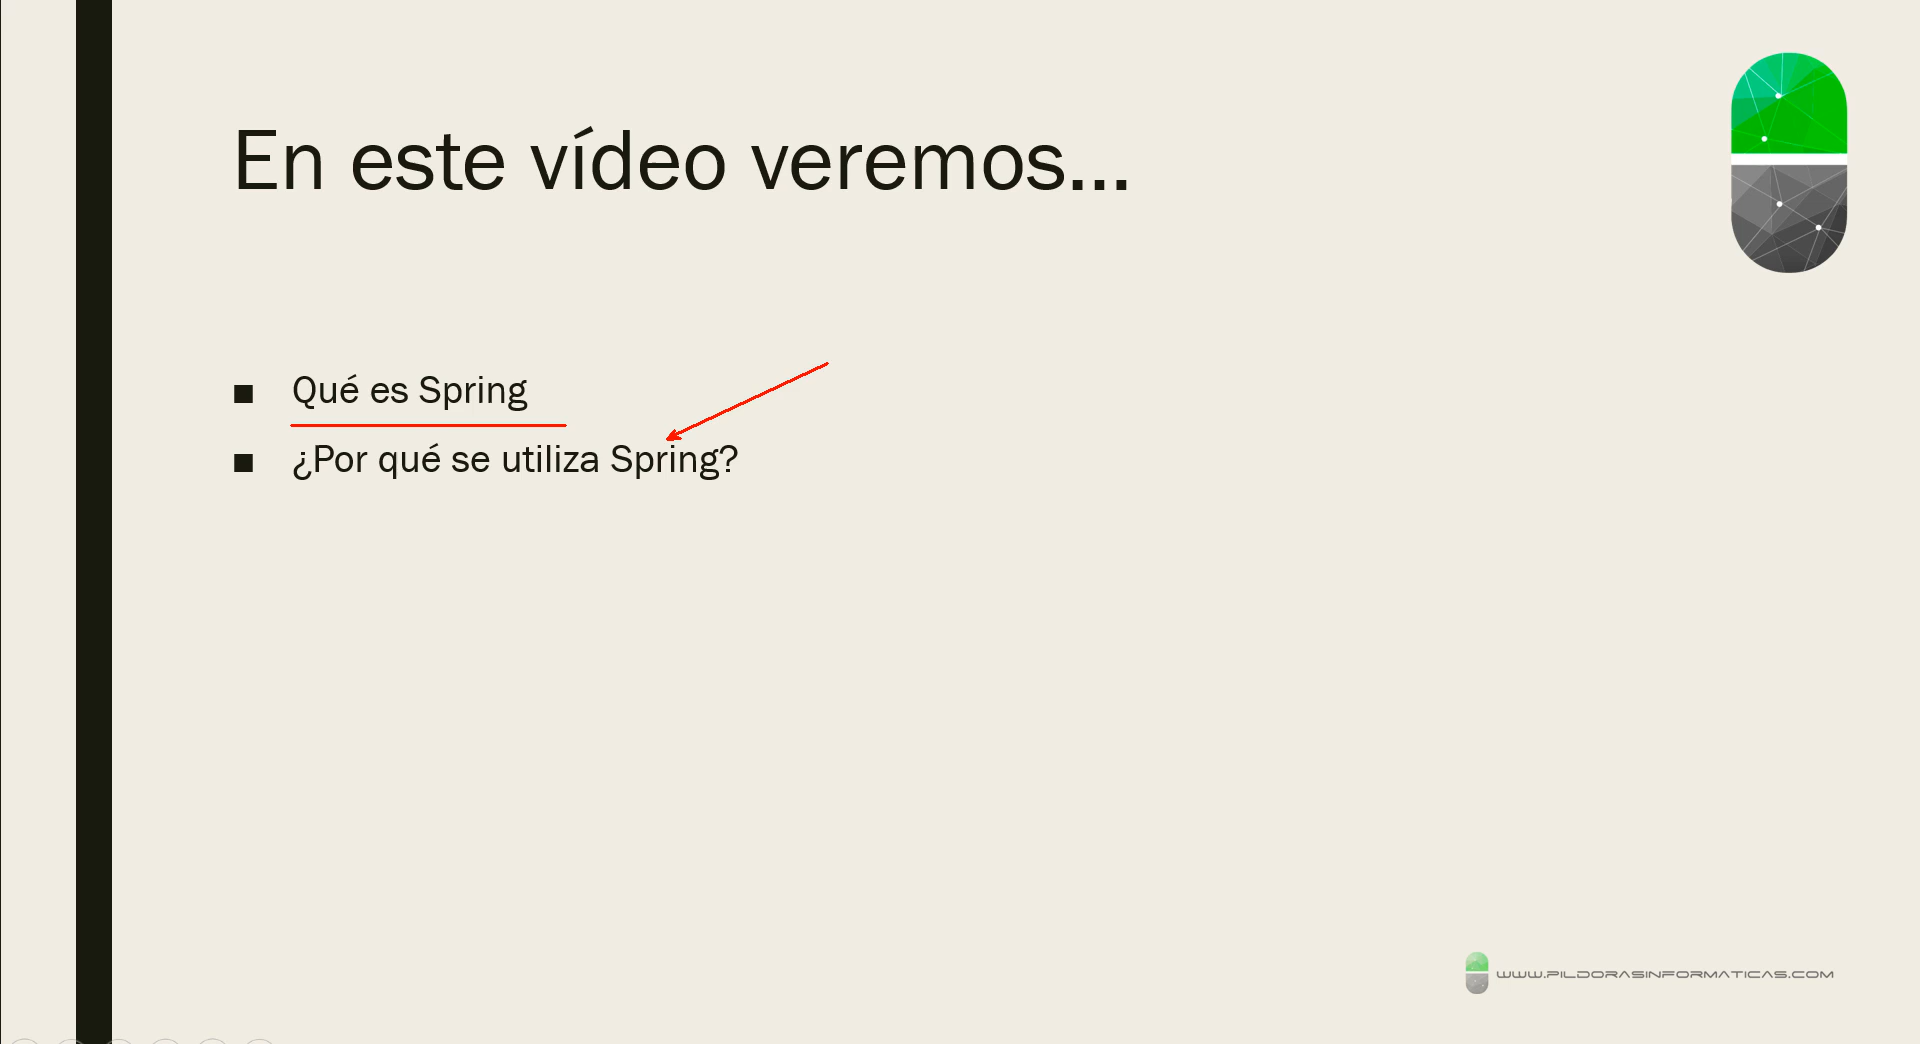 En este vídeo veremos...
Qué es Spring
¿Por qué se utiliza Spring?
WWW.PILDORASINFORMATICAS.COM